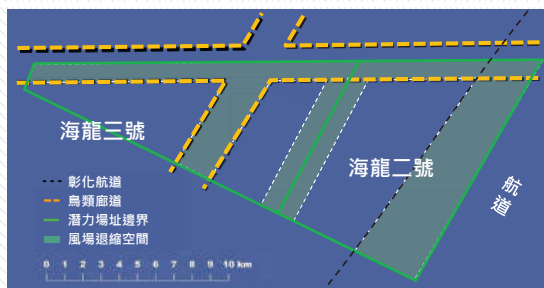 海龍三號
海龍二號
航道
彰化航道
鳥類廊道
潛力場址邊界
風場退縮空間
0 1 2 3 4 5 6 7 8 9 10 km